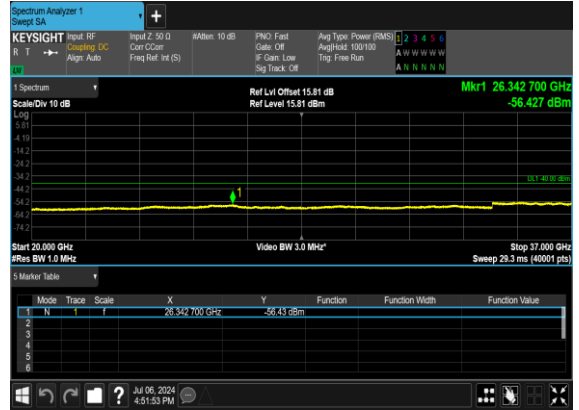 Spectrum Analyzer 1
Swept SA
+
KEYSIGHT Input: RF Input Z: 50 Ω #Atten: 10 dB PNO: Fast Avg Type: Power (RMS) 1 2 3 4 5 6
R T Coupling: DC Corr CCorr Gate: Off Avg|Hold: 100/100 A W W W W W
Align: Auto Freq Ref: Int (S) IF Gain: Low Trig: Free Run
Sig Track: Off A N N N N N
1 Spectrum Ref Lvl Offset 15.81 dB Mkr1 26.342 700 GHz
Scale/Div 10 dB Ref Level 15.81 dBm -56.427 dBm
Log
5.81
-4.19
-14.2
-24.2
-34.2 DL1 -40.00 dBm
-44.2
1
-54.2
-64.2
-74.2
Start 20.000 GHz Video BW 3.0 MHz* Stop 37.000 GHz
#Res BW 1.0 MHz Sweep 29.3 ms (40001 pts)
5 Marker Table
Mode Trace Scale X Y Function Function Width Function Value
1 N 1 f 26.342 700 GHz -56.43 dBm
2
3
4
5
6
? Jul 06, 2024
4:51:53 PM